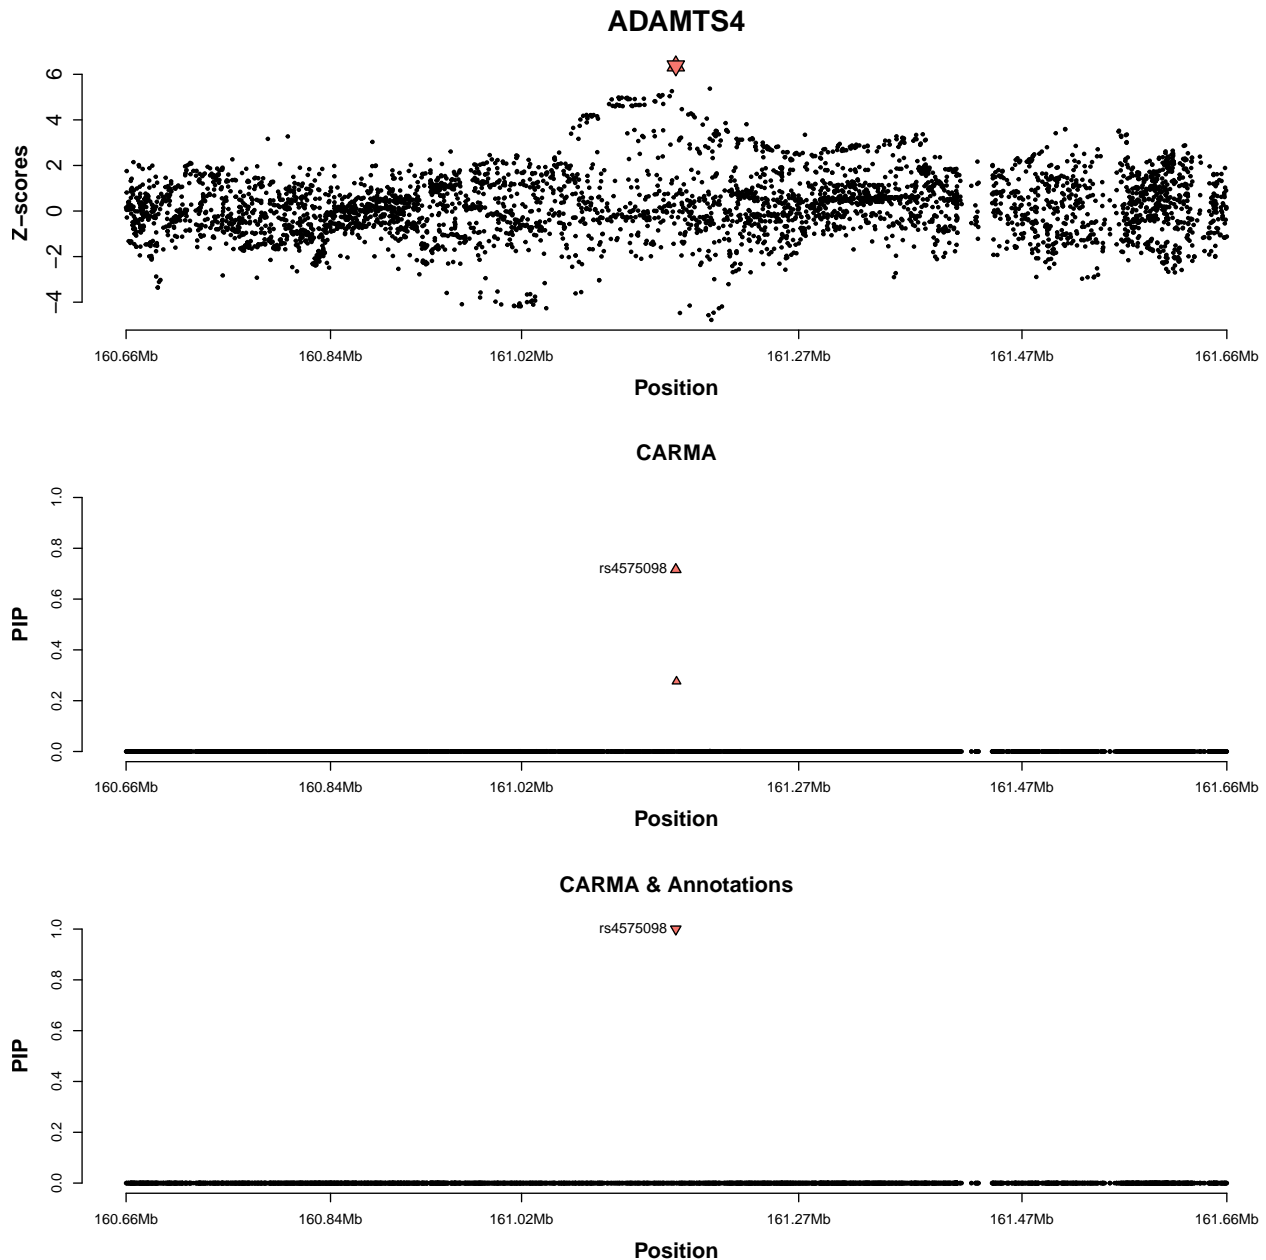 ADAMTS4
6
4
2
0
−2
−4
Z−scores
160.66Mb 160.84Mb 161.02Mb 161.27Mb 161.47Mb 161.66Mb
Position
CARMA
1.0
0.8
0.6
0.4
0.2
0.0
PIP
rs4575098
160.66Mb 160.84Mb 161.02Mb 161.27Mb 161.47Mb 161.66Mb
Position
CARMA & Annotations
1.0
0.8
0.6
0.4
0.2
0.0
PIP
rs4575098
160.66Mb 160.84Mb 161.02Mb 161.27Mb 161.47Mb 161.66Mb
Position